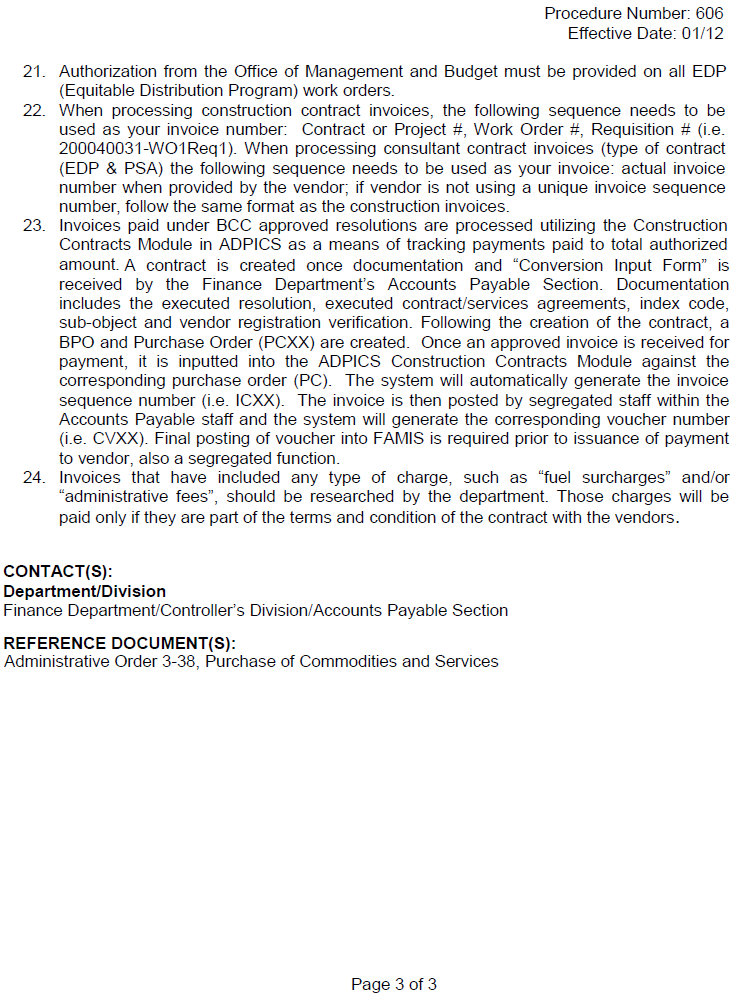 Procedure Number: 606
Effective Date: 01/12
21. Authorization from the Office of Management and Budget must be provided on all EDP
(Equitable Distribution Program) work orders.
22. When processing construction contract invoices, the following sequence needs to be
used as your invoice number: Contract or Project #, Work Order #, Requisition # (i.e.
200040031-WO1Req1). When processing consultant contract invoices (type of contract
(EDP & PSA) the following sequence needs to be used as your invoice: actual invoice
number when provided by the vendor; if vendor is not using a unique invoice sequence
number, follow the same format as the construction invoices.
23. Invoices paid under BCC approved resolutions are processed utilizing the Construction
Contracts Module in ADPICS as a means of tracking payments paid to total authorized
amount. A contract is created once documentation and “Conversion Input Form” is
received by the Finance Department’s Accounts Payable Section. Documentation
includes the executed resolution, executed contract/services agreements, index code,
sub-object and vendor registration verification. Following the creation of the contract, a
BPO and Purchase Order (PCXX) are created. Once an approved invoice is received for
payment, it is inputted into the ADPICS Construction Contracts Module against the
corresponding purchase order (PC). The system will automatically generate the invoice
sequence number (i.e. ICXX). The invoice is then posted by segregated staff within the
Accounts Payable staff and the system will generate the corresponding voucher number
(i.e. CVXX). Final posting of voucher into FAMIS is required prior to issuance of payment
to vendor, also a segregated function.
24. Invoices that have included any type of charge, such as “fuel surcharges” and/or
“administrative fees”, should be researched by the department. Those charges will be
paid only if they are part of the terms and condition of the contract with the vendors.
CONTACT(S):
Department/Division
Finance Department/Controller’s Division/Accounts Payable Section
REFERENCE DOCUMENT(S):
Administrative Order 3-38, Purchase of Commodities and Services
Page 3 of 3